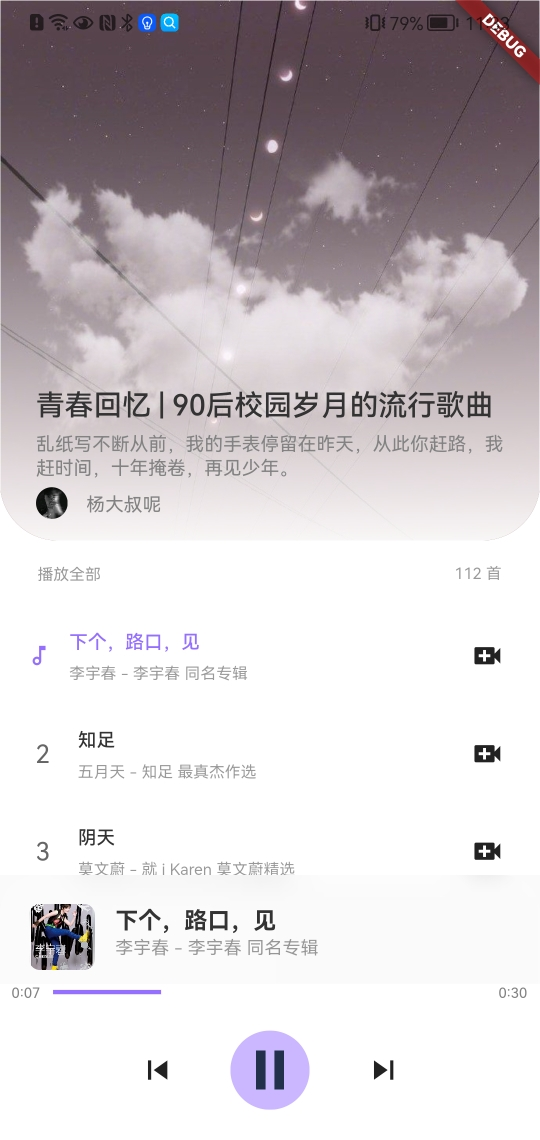 79%
DEBUG
青春回忆 | 90后校园岁月的流行歌曲
乱纸写不断从前，我的手表停留在昨天，从此你赶路，我
赶时间，十年掩卷，再见少年。
杨大叔呢
播放全部 112 首
下个，路口，见
李宇春 - 李宇春 同名专辑
2 知足
五月天 - 知足 最真杰作选
3 阴天
莫文蔚 - 就 i Karen 莫文蔚精选
下个，路口，见
李宇春 - 李宇春 同名专辑
0:07 0:30